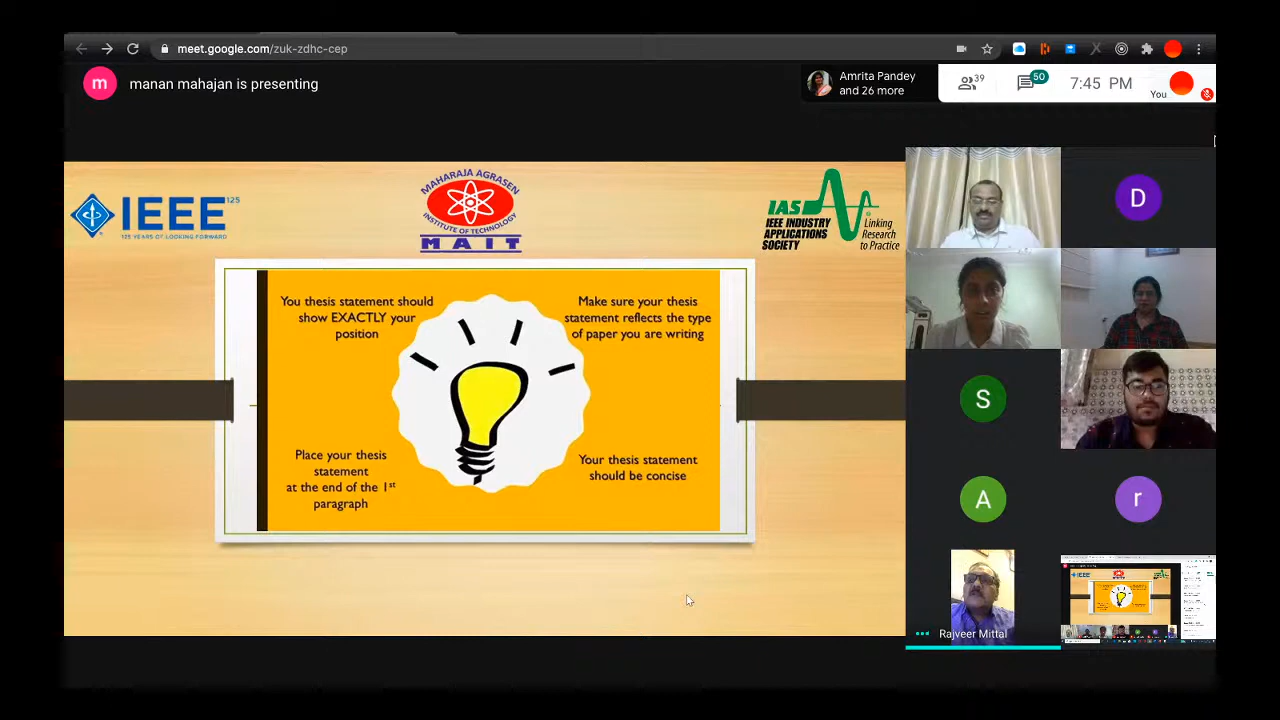 meet.google.com/zuk-zdhc-cep
m
manan mahajan is presenting
Amrita Pandey
and 26 more
39
50
7:45 PM
You
IEEE 125
125 YEARS OF LOOKING FORWARD
MAHARAJA AGRASEN
INSTITUTE OF TECHNOLOGY
MAIT
IAS
IEEE INDUSTRY
APPLICATIONS
SOCIETY
Linking
Research
to Practice
You thesis statement should
show EXACTLY your
position
Make sure your thesis
statement reflects the type
of paper you are writing
Place your thesis
statement
at the end of the 1st
paragraph
Your thesis statement
should be concise
D
S
A
r
Rajveer Mittal